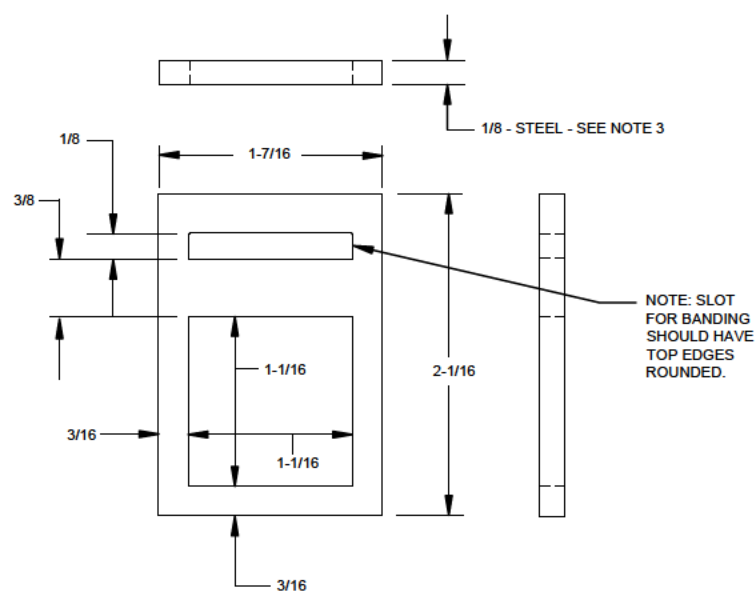 1/8 - STEEL - SEE NOTE 3
1/8
1-7/16
3/8
NOTE: SLOT
FOR BANDING
SHOULD HAVE
TOP EDGES
ROUNDED.
1-1/16
2-1/16
3/16
1-1/16
3/16